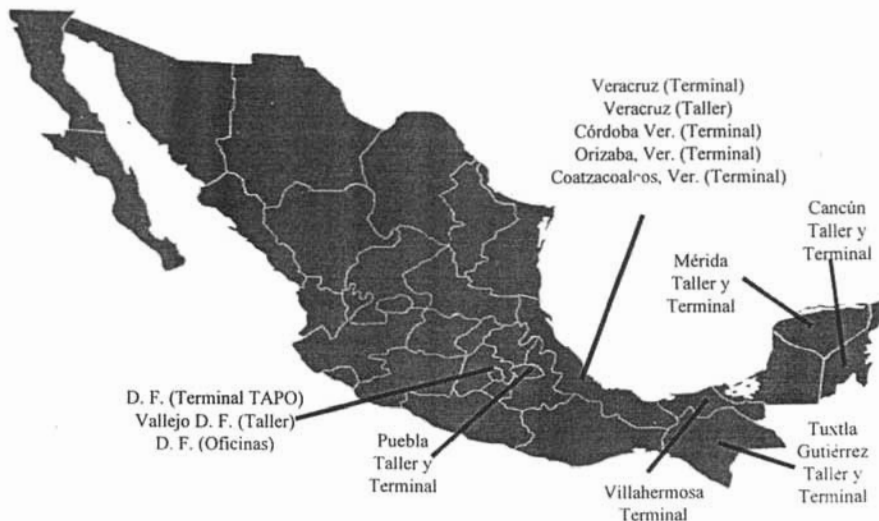 Veracruz (Terminal)
Veracruz (Taller)
Córdoba Ver. (Terminal)
Orizaba, Ver. (Terminal)
Coatzacoalcos, Ver. (Terminal)
Cancún
Taller y
Terminal
Mérida
Taller y
Terminal
D. F. (Terminal TAPO)
Vallejo D. F. (Taller)
D. F. (Oficinas)
Puebla
Taller y
Terminal
Villahermosa
Terminal
Tuxtla
Gutiérrez
Taller y
Terminal